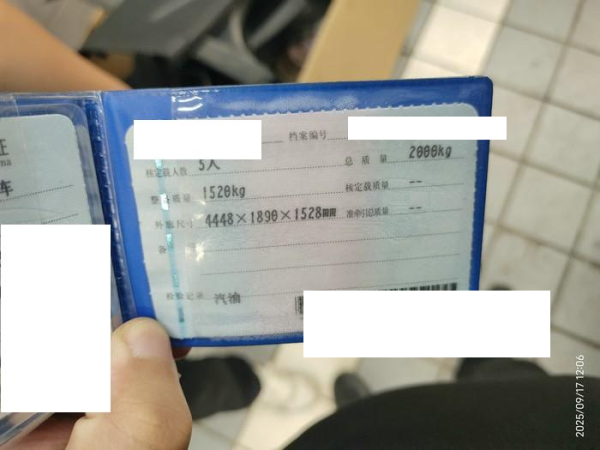 证
车
档案编号
核定载人数 5人 总质量 2000kg
整 质量 1520kg 核定载质量 --
外廓尺寸 4448×1890×1528mm 准牵引总质量 --
备
检验记录 汽油
2025/09/17 12:06